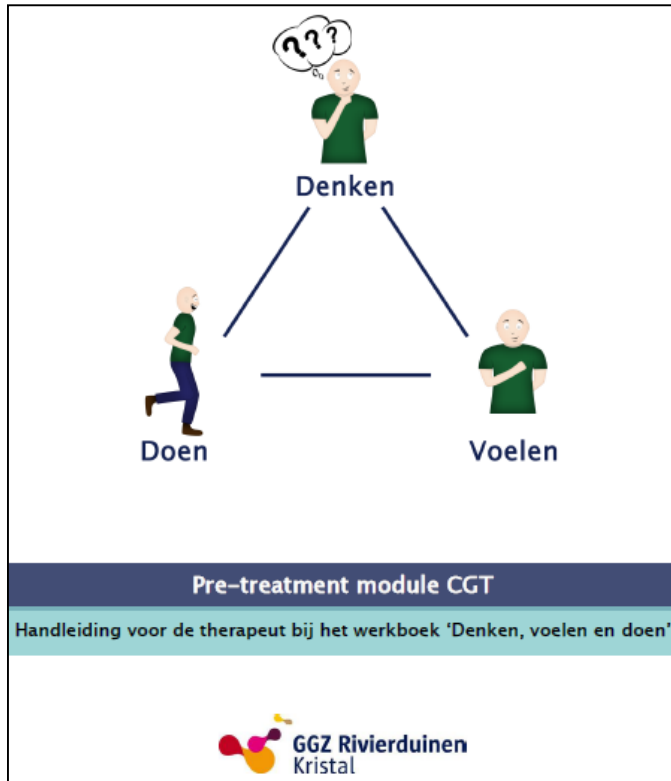 ???
Denken
Doen
Voelen
Pre-treatment module CGT
Handleiding voor de therapeut bij het werkboek ‘Denken, voelen en doen’
GGZ Rivierduinen
Kristal